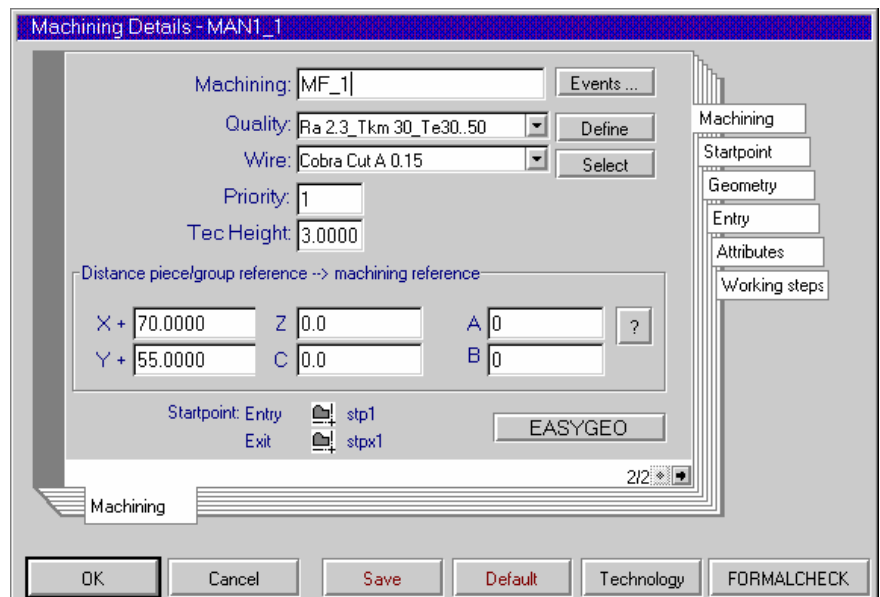 Machining Details - MAN1_1
Machining: MF_1 Events ...
Quality: Ra 2.3_Tkm 30_Te30..50 Define
Wire: Cobra Cut A 0.15 Select
Priority: 1
Tec Height: 3.0000
Distance piece/group reference --> machining reference
X + 70.0000 Z 0.0 A 0 ?
Y + 55.0000 C 0.0 B 0
Startpoint: Entry stp1
Exit stpx1
EASYGEO
2/2
Machining
Machining
Startpoint
Geometry
Entry
Attributes
Working steps
OK Cancel Save Default Technology FORMALCHECK